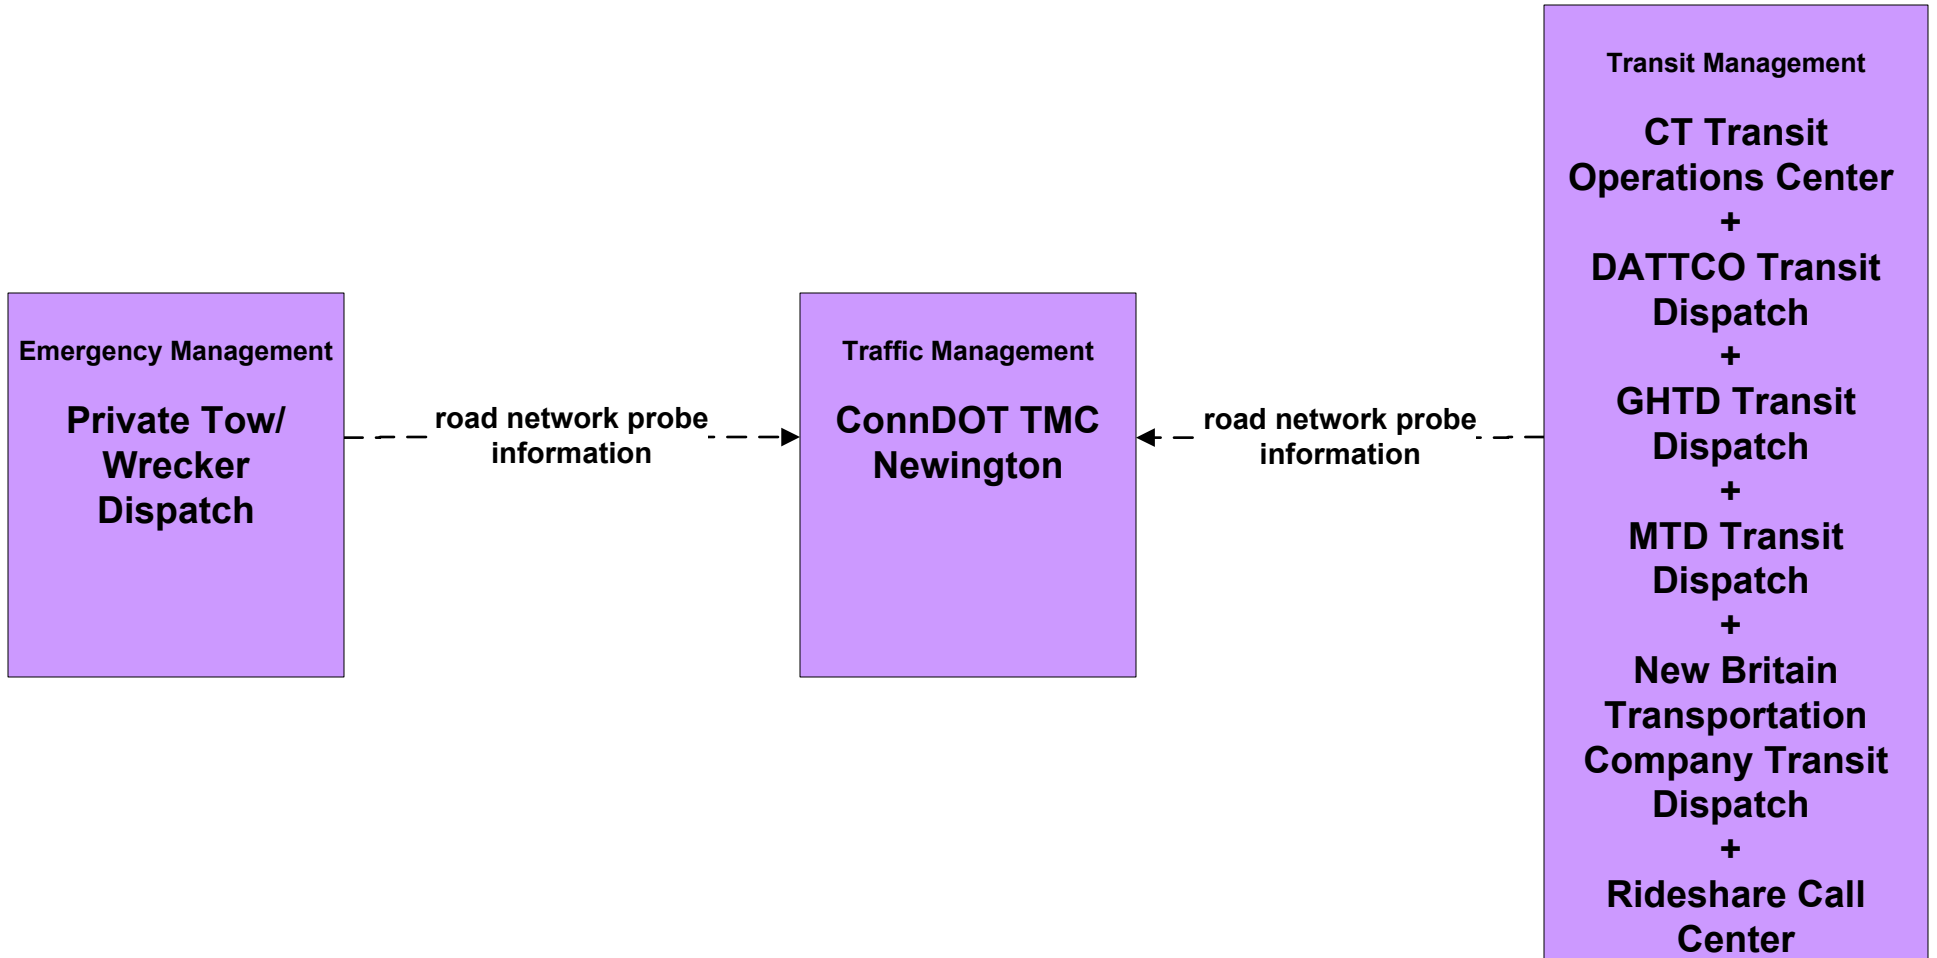 Emergency Management
Private Tow/
Wrecker
Dispatch
road network probe
information
Traffic Management
ConnDOT TMC
Newington
road network probe
information
Transit Management
CT Transit
Operations Center
+
DATTCO Transit
Dispatch
+
GHTD Transit
Dispatch
+
MTD Transit
Dispatch
+
New Britain
Transportation
Company Transit
Dispatch
+
Rideshare Call
Center